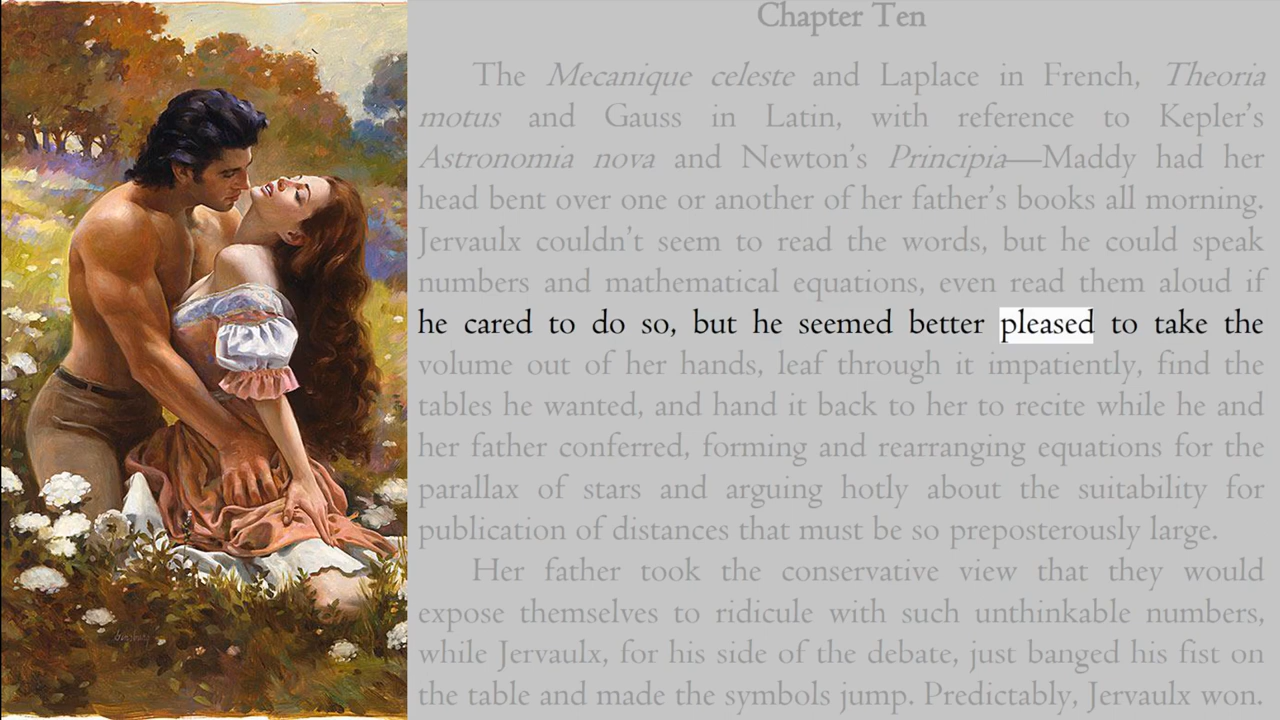 Chapter Ten
The Mecanique celeste and Laplace in French, Theoria
motus and Gauss in Latin, with reference to Kepler's
Astronomia nova and Newton's Principia—Maddy had her
head bent over one or another of her father's books all morning.
Jervaulx couldn't seem to read the words, but he could speak
numbers and mathematical equations, even read them aloud if
he cared to do so, but he seemed better pleased to take the
volume out of her hands, leaf through it impatiently, find the
tables he wanted, and hand it back to her to recite while he and
her father conferred, forming and rearranging equations for the
parallax of stars and arguing hotly about the suitability for
publication of distances that must be so preposterously large.
Her father took the conservative view that they would
expose themselves to ridicule with such unthinkable numbers,
while Jervaulx, for his side of the debate, just banged his fist on
the table and made the symbols jump. Predictably, Jervaulx won.